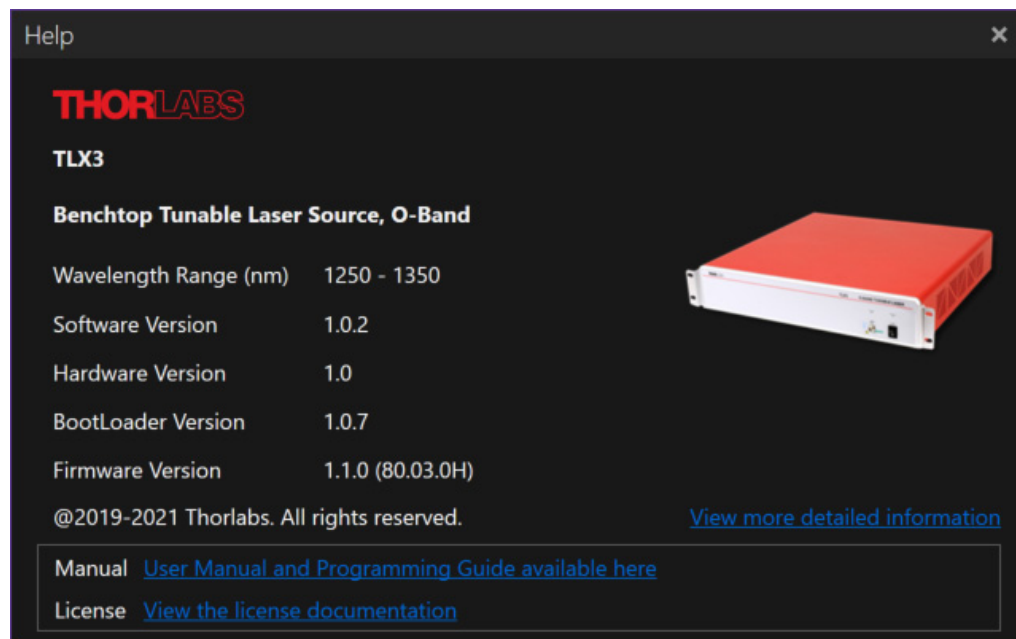 Help
THORLABS
TLX3
Benchtop Tunable Laser Source, O-Band
Wavelength Range (nm) 1250 - 1350
Software Version 1.0.2
Hardware Version 1.0
BootLoader Version 1.0.7
Firmware Version 1.1.0 (80.03.0H)
@2019-2021 Thorlabs. All rights reserved. View more detailed information
Manual User Manual and Programming Guide available here
License View the license documentation